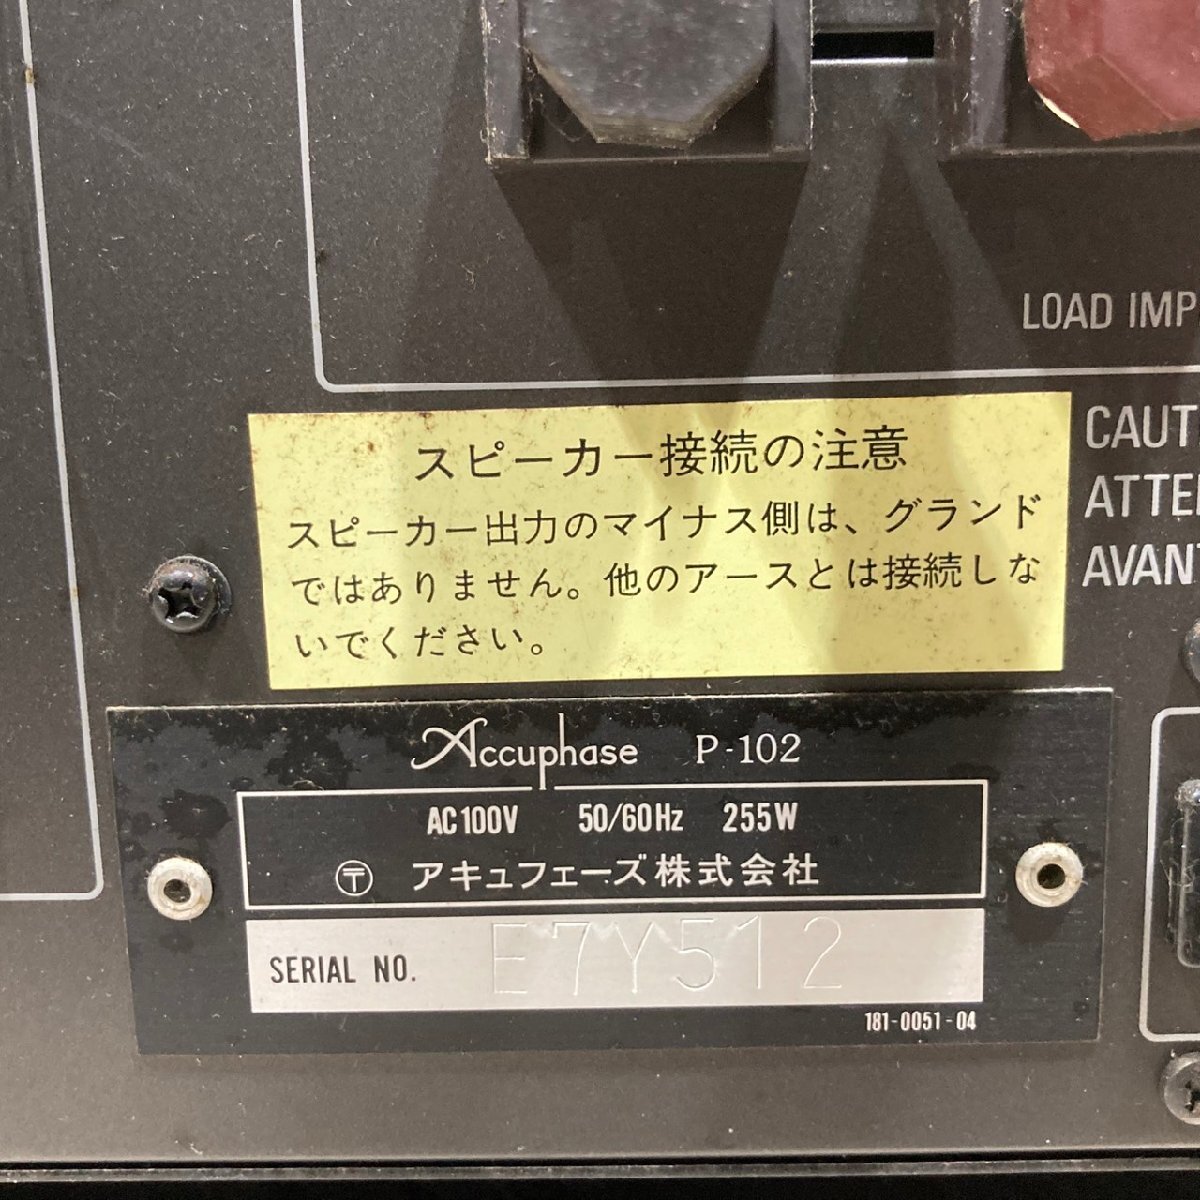 LOAD IMP
CAUT
ATTE
AVAN
スピーカー接続の注意
スピーカー出力のマイナス側は、グランド
ではありません。他のアースとは接続しな
いでください。
Accuphase P-102
AC100V 50/60Hz 255W
〒 アキュフェーズ株式会社
SERIAL NO. E7Y512
181-0051-04